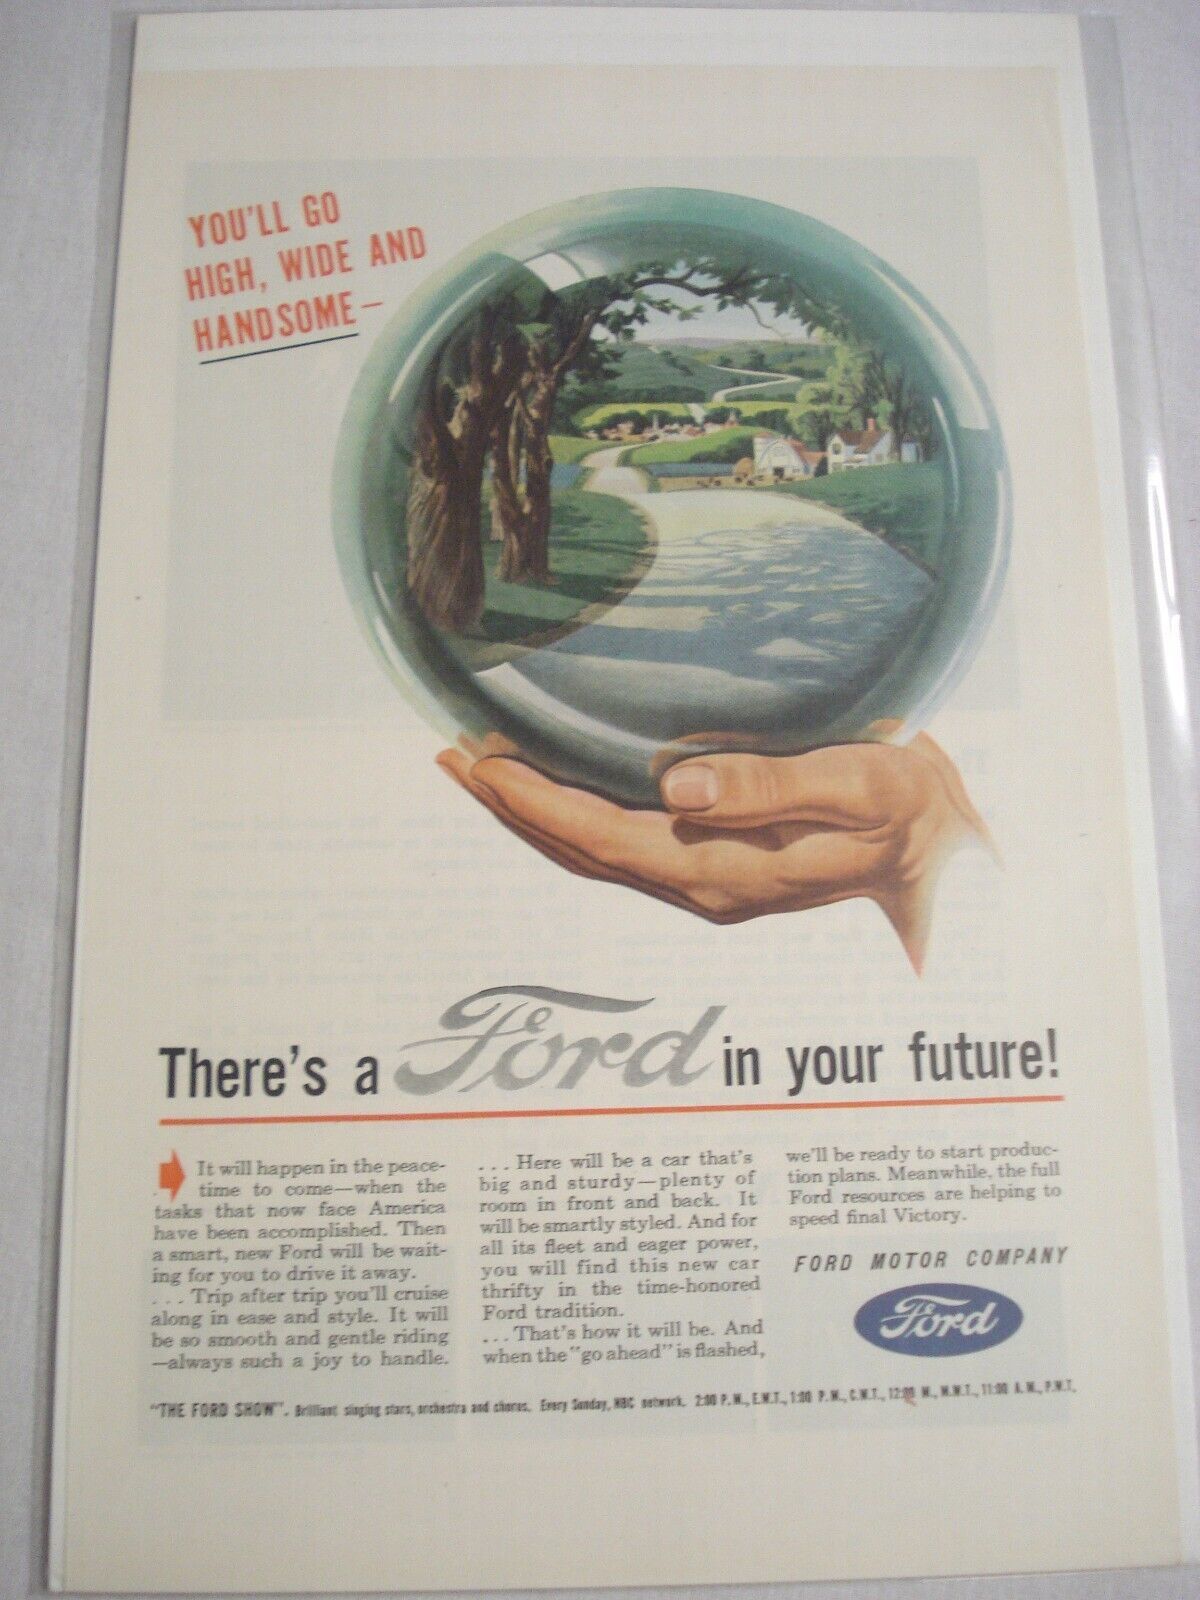 YOU'LL GO
HIGH, WIDE AND
HANDSOME—
There's a Ford in your future!
It will happen in the peace-
time to come—when the
tasks that now face America
have been accomplished. Then
a smart, new Ford will be wait-
ing for you to drive it away.
. . . Trip after trip you'll cruise
along in ease and style. It will
be so smooth and gentle riding
—always such a joy to handle.
. . . Here will be a car that's
big and sturdy—plenty of
room in front and back. It
will be smartly styled. And for
all its fleet and eager power,
you will find this new car
thrifty in the time-honored
Ford tradition.
. . . That's how it will be. And
when the "go ahead" is flashed,
we'll be ready to start produc-
tion plans. Meanwhile, the full
Ford resources are helping to
speed final Victory.
FORD MOTOR COMPANY
Ford
"THE FORD SHOW". Brilliant singing stars, orchestra and chorus. Every Sunday, NBC network. 2:00 P.M., E.W.T., 1:00 P.M., C.W.T., 12:00 M., M.W.T., 11:00 A.M., P.W.T.